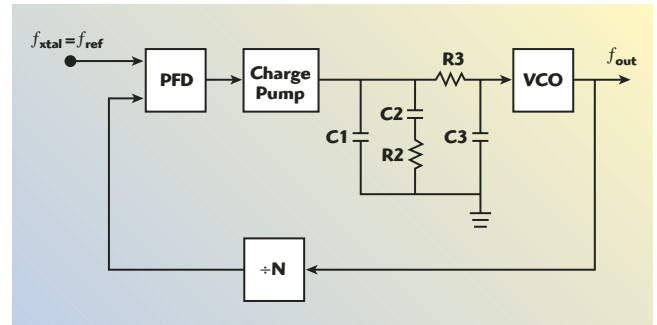 fxtal=fref
PFD
Charge
Pump
R3
VCO
fout
C1
C2
R2
C3
÷N